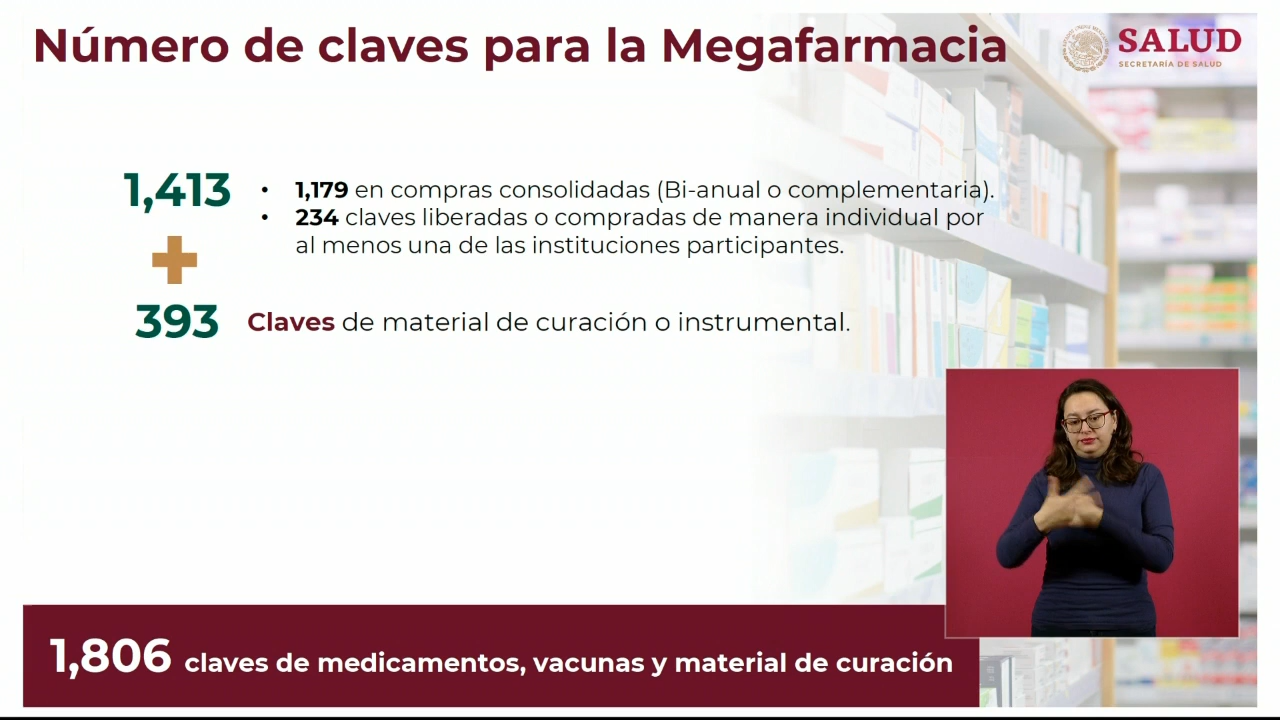 Número de claves para la Megafarmacia
SALUD
SECRETARÍA DE SALUD
1,413
• 1,179 en compras consolidadas (Bi-anual o complementaria).
• 234 claves liberadas o compradas de manera individual por
al menos una de las instituciones participantes.
+
393 Claves de material de curación o instrumental.
1,806 claves de medicamentos, vacunas y material de curación